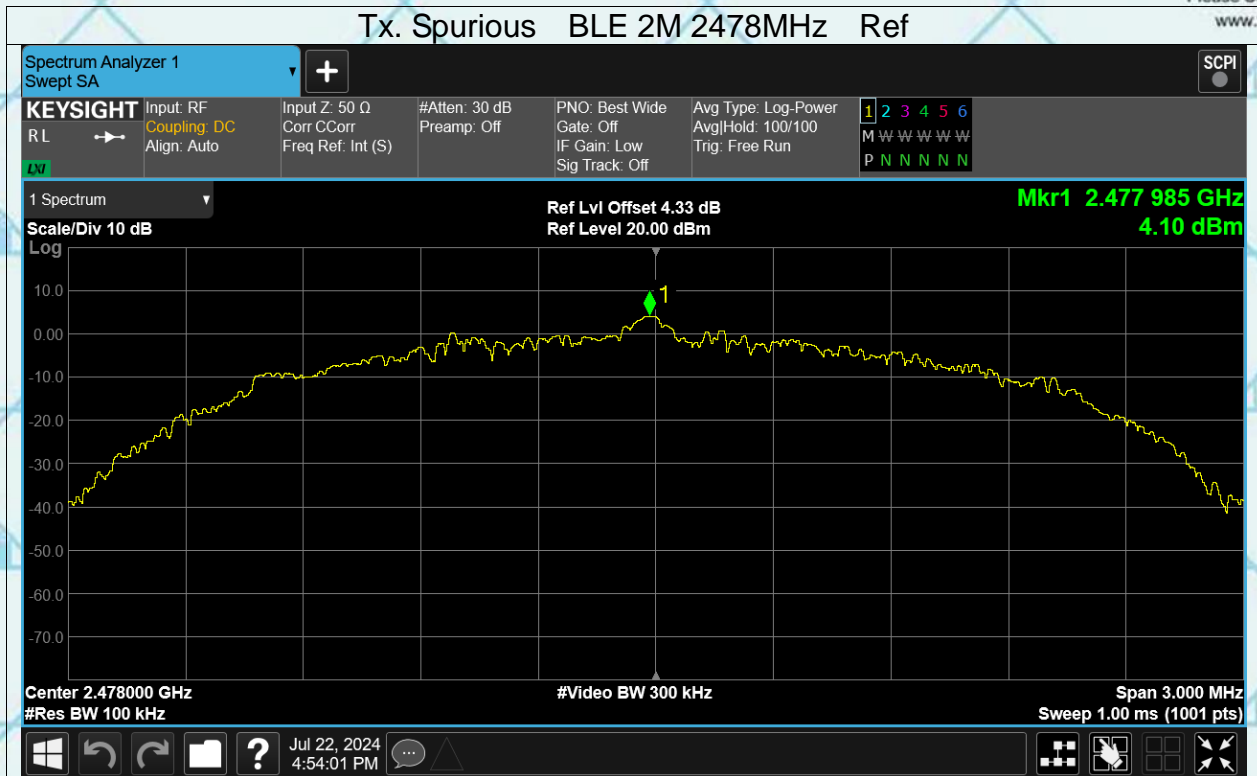 www.
Tx. Spurious BLE 2M 2478MHz Ref
Spectrum Analyzer 1
Swept SA
+
SCPI
KEYSIGHT
RL
LXI
Input: RF
Coupling: DC
Align: Auto
Input Z: 50 Ω
Corr CCorr
Freq Ref: Int (S)
#Atten: 30 dB
Preamp: Off
PNO: Best Wide
Gate: Off
IF Gain: Low
Sig Track: Off
Avg Type: Log-Power
Avg|Hold: 100/100
Trig: Free Run
1 2 3 4 5 6
M W W W W W
P N N N N N
1 Spectrum
Scale/Div 10 dB
Ref Lvl Offset 4.33 dB
Ref Level 20.00 dBm
Mkr1 2.477 985 GHz
4.10 dBm
Log
1
10.0
0.00
-10.0
-20.0
-30.0
-40.0
-50.0
-60.0
-70.0
Center 2.478000 GHz
#Video BW 300 kHz
Span 3.000 MHz
#Res BW 100 kHz
Sweep 1.00 ms (1001 pts)
?
Jul 22, 2024
4:54:01 PM